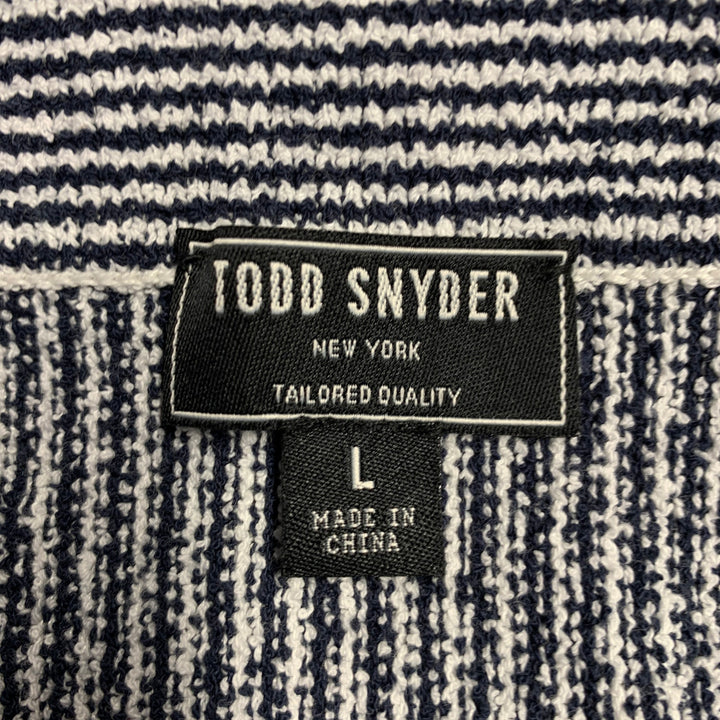 TODD SNYDER
NEW YORK
TAILORED QUALITY
L
MADE IN
CHINA